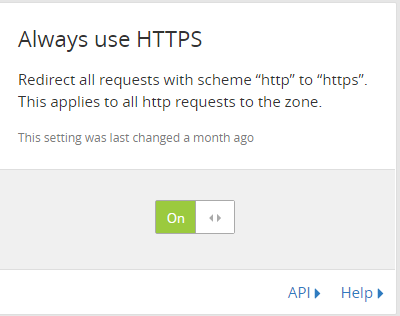 Always use HTTPS
Redirect all requests with scheme “http” to “https”.
This applies to all http requests to the zone.
This setting was last changed a month ago
On
API Help